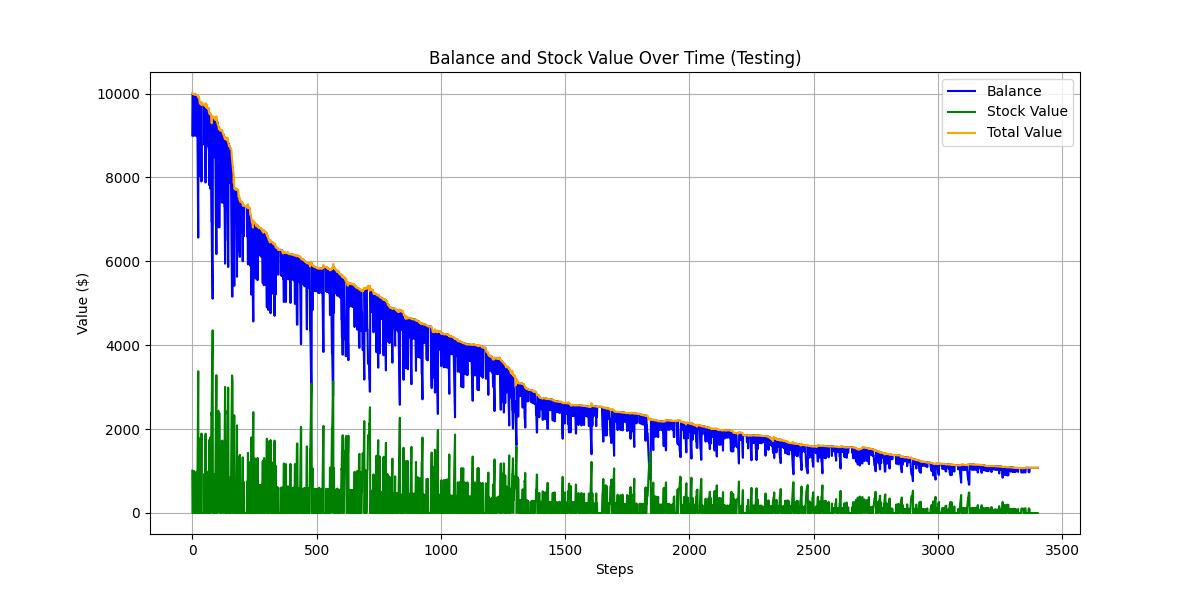 Balance and Stock Value Over Time (Testing)
Balance
Stock Value
Total Value
Value ($)
10000
8000
6000
4000
2000
0
0 500 1000 1500 2000 2500 3000 3500
Steps